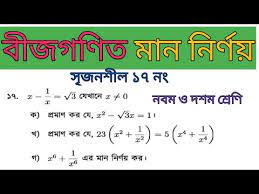 বীজগণিত মান নির্ণয়
সৃজনশীল ১৭ নং
১৭. x − 1/x = √3 যেখানে x ≠ 0
নবম ও দশম শ্রেণি
ক) প্রমাণ কর যে, x² − √3x = 1
খ) প্রমাণ কর যে, 23(x² + 1/x²) = 5(x⁴ + 1/x⁴)
গ) x⁶ + 1/x⁶ এর মান নির্ণয় কর।